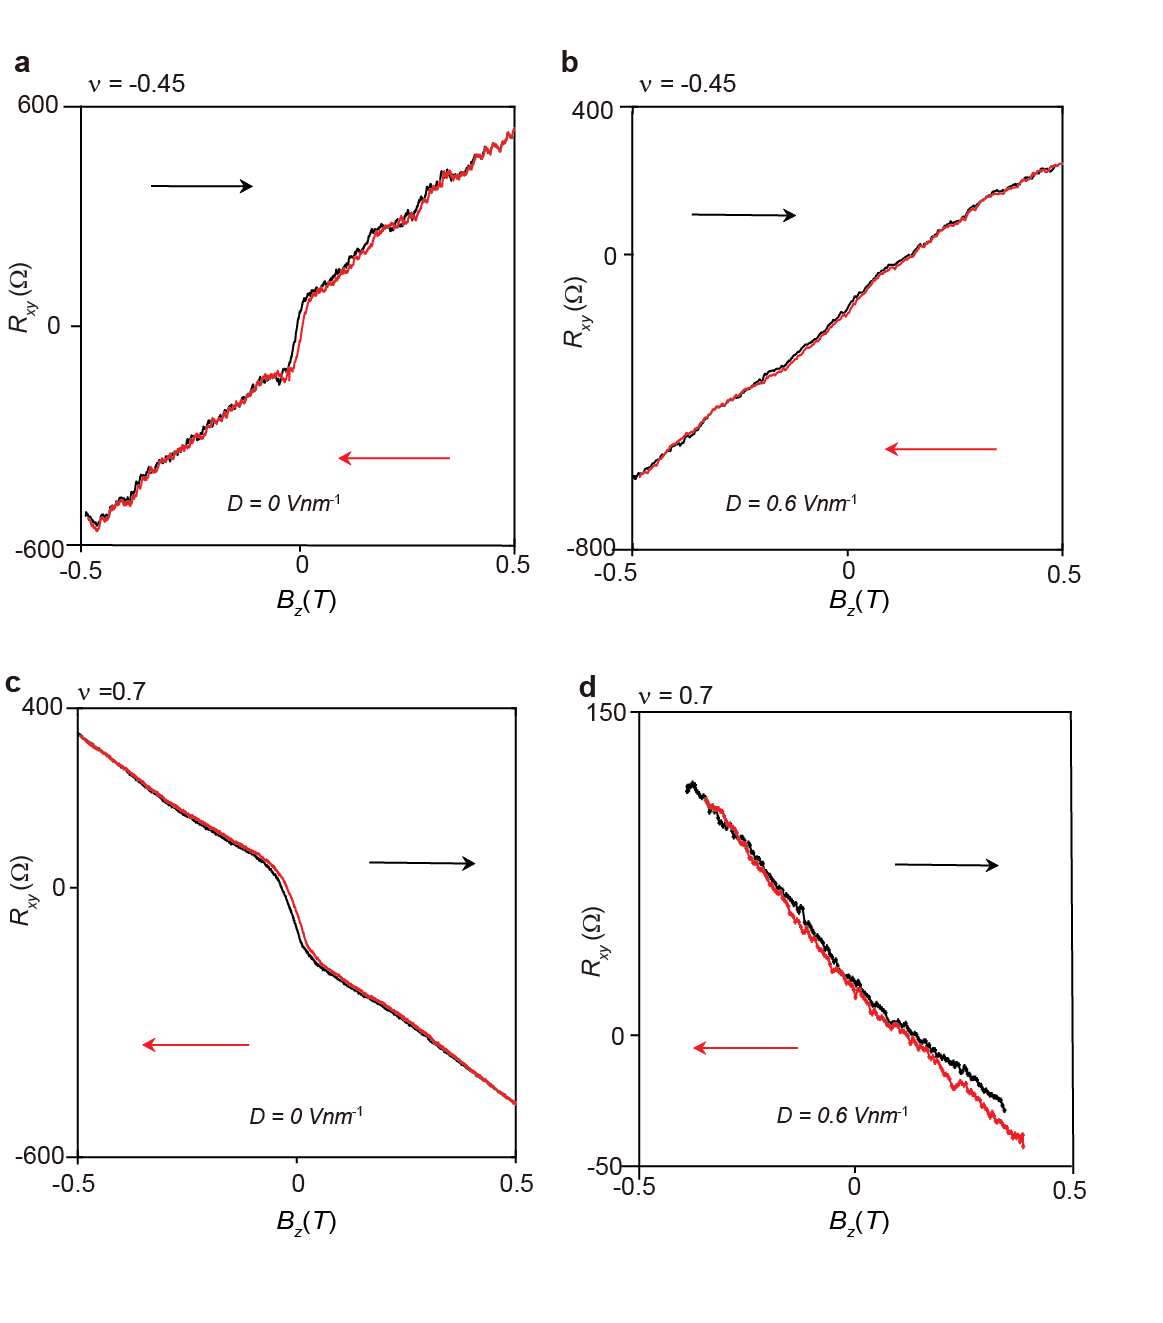 a
ν = -0.45
600
0
-600
-0.5
0
0.5
Rxy (Ω)
Bz(T)
D = 0 Vnm-1
b
ν = -0.45
400
0
-800
-0.5
0
0.5
Rxy (Ω)
Bz(T)
D = 0.6 Vnm-1
c
ν =0.7
400
0
-600
-0.5
0
0.5
Rxy (Ω)
Bz(T)
D = 0 Vnm-1
d
ν = 0.7
150
0
-50
-0.5
0
0.5
Rxy (Ω)
Bz(T)
D = 0.6 Vnm-1